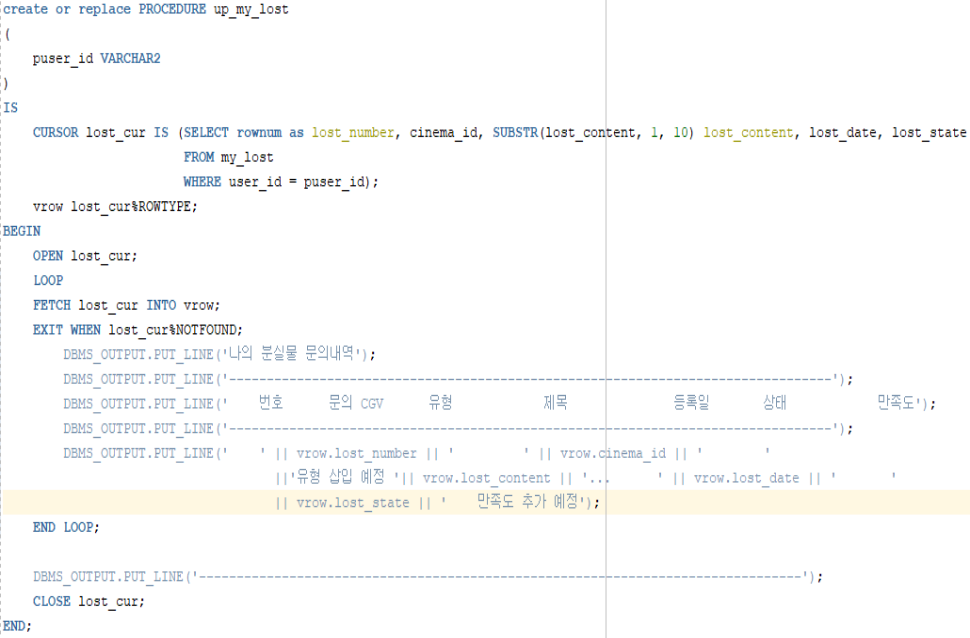 create or replace PROCEDURE up_my_lost
(
    puser_id VARCHAR2
)
IS
    CURSOR lost_cur IS (SELECT rownum as lost_number, cinema_id, SUBSTR(lost_content, 1, 10) lost_content, lost_date, lost_state
                        FROM my_lost
                        WHERE user_id = puser_id);
    vrow lost_cur%ROWTYPE;
BEGIN
    OPEN lost_cur;
    LOOP
    FETCH lost_cur INTO vrow;
    EXIT WHEN lost_cur%NOTFOUND;
        DBMS_OUTPUT.PUT_LINE('나의 분실물 문의내역');
        DBMS_OUTPUT.PUT_LINE('--------------------------------------------------------------------------------');
        DBMS_OUTPUT.PUT_LINE('    번호      문의 CGV      유형            제목              등록일       상태            만족도');
        DBMS_OUTPUT.PUT_LINE('--------------------------------------------------------------------------------');
        DBMS_OUTPUT.PUT_LINE('    ' || vrow.lost_number || '         ' || vrow.cinema_id || '        '
                                    ||'유형 삽입 예정 '|| vrow.lost_content || '...      ' || vrow.lost_date || '       '
                                    || vrow.lost_state || '    만족도 추가 예정');
    END LOOP;
    DBMS_OUTPUT.PUT_LINE('--------------------------------------------------------------------------------');
    CLOSE lost_cur;
END;